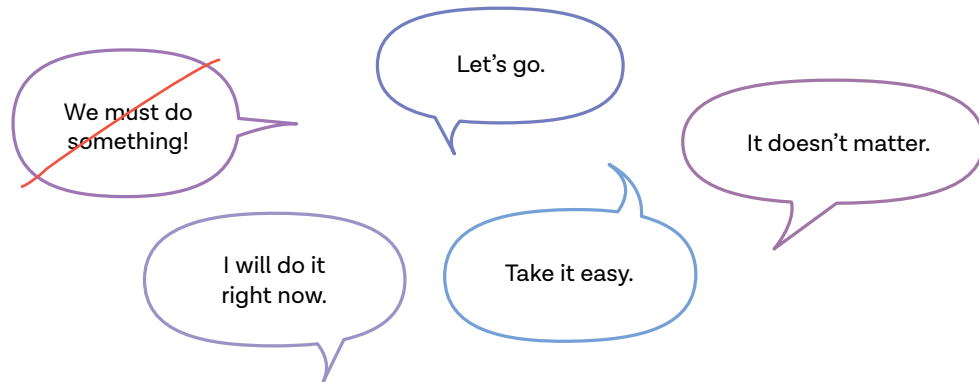 We must do
something!
Let’s go.
It doesn’t matter.
I will do it
right now.
Take it easy.